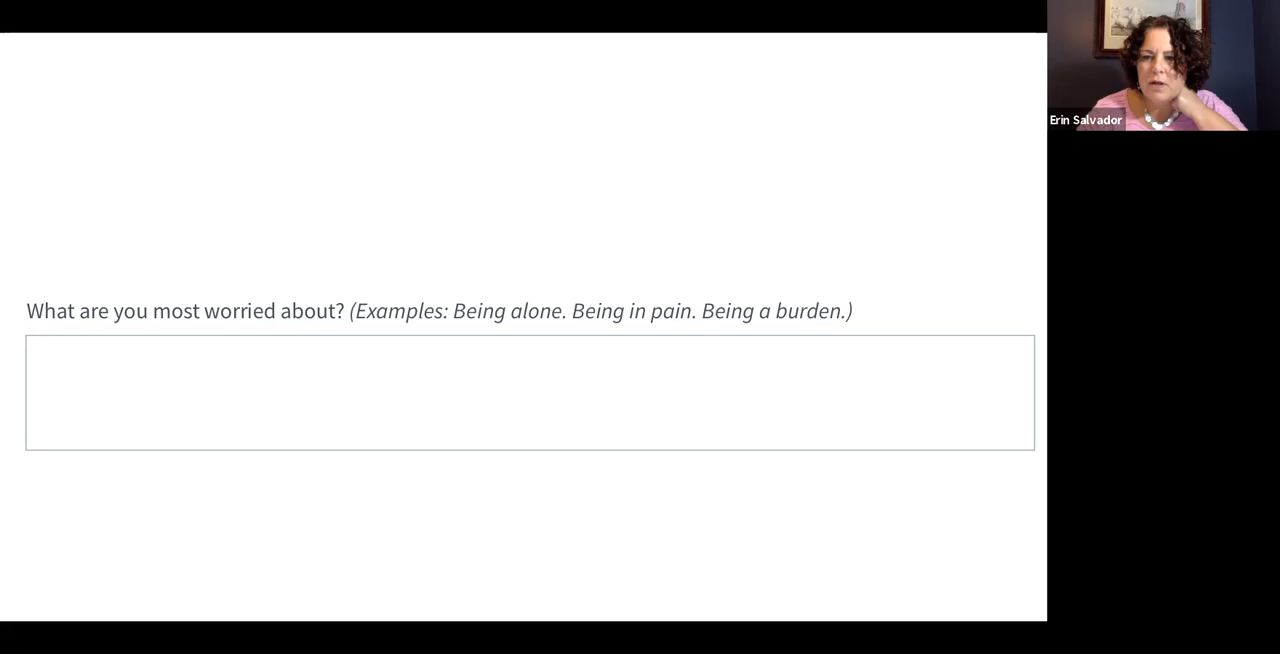 What are you most worried about? (Examples: Being alone. Being in pain. Being a burden.)
Erin Salvador